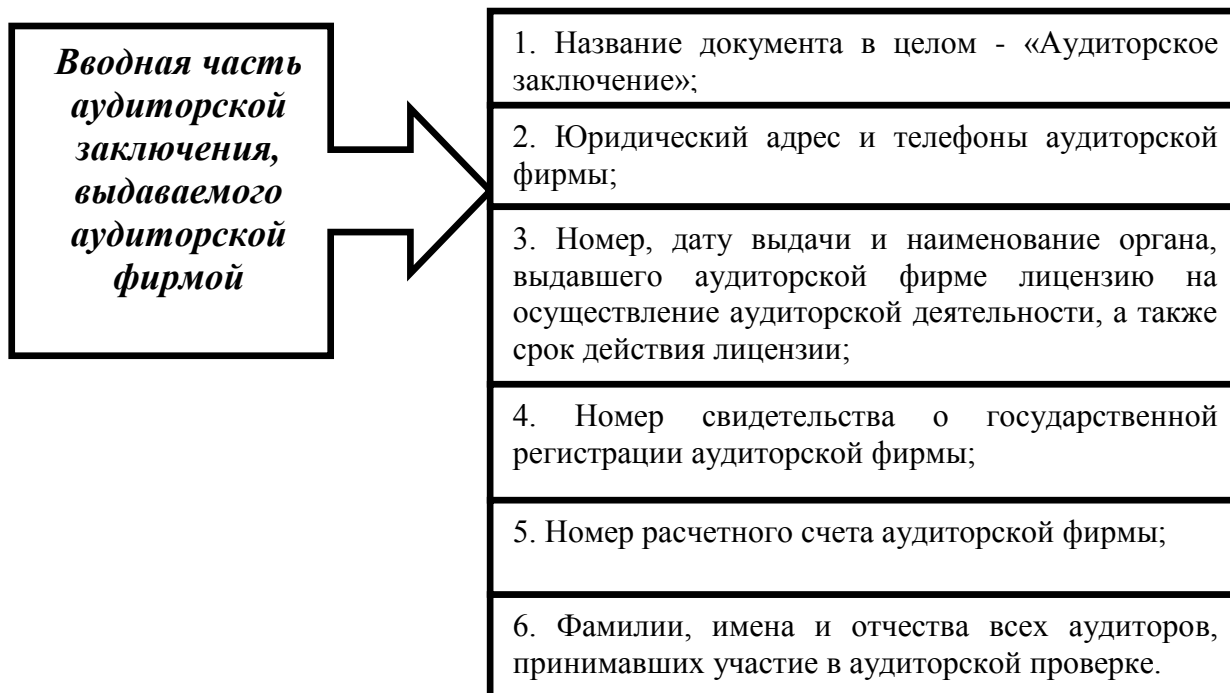 Вводная часть
аудиторской
заключения,
выдаваемого
аудиторской
фирмой
1. Название документа в целом - «Аудиторское
заключение»;
2. Юридический адрес и телефоны аудиторской
фирмы;
3. Номер, дату выдачи и наименование органа,
выдавшего аудиторской фирме лицензию на
осуществление аудиторской деятельности, а также
срок действия лицензии;
4. Номер свидетельства о государственной
регистрации аудиторской фирмы;
5. Номер расчетного счета аудиторской фирмы;
6. Фамилии, имена и отчества всех аудиторов,
принимавших участие в аудиторской проверке.